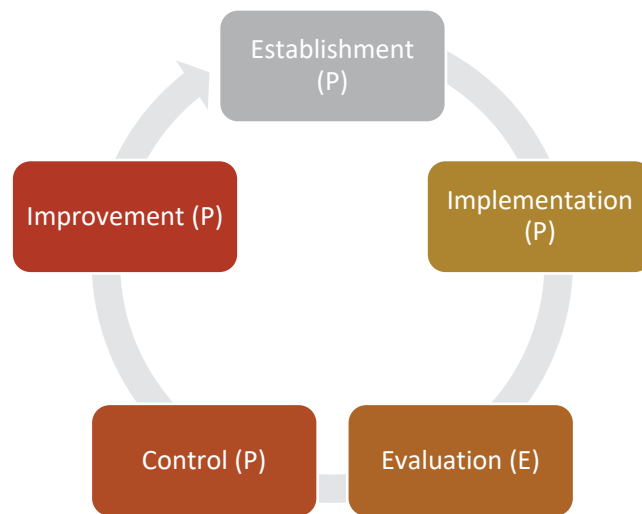 Establishment
(P)
Implementation
(P)
Evaluation (E)
Control (P)
Improvement (P)